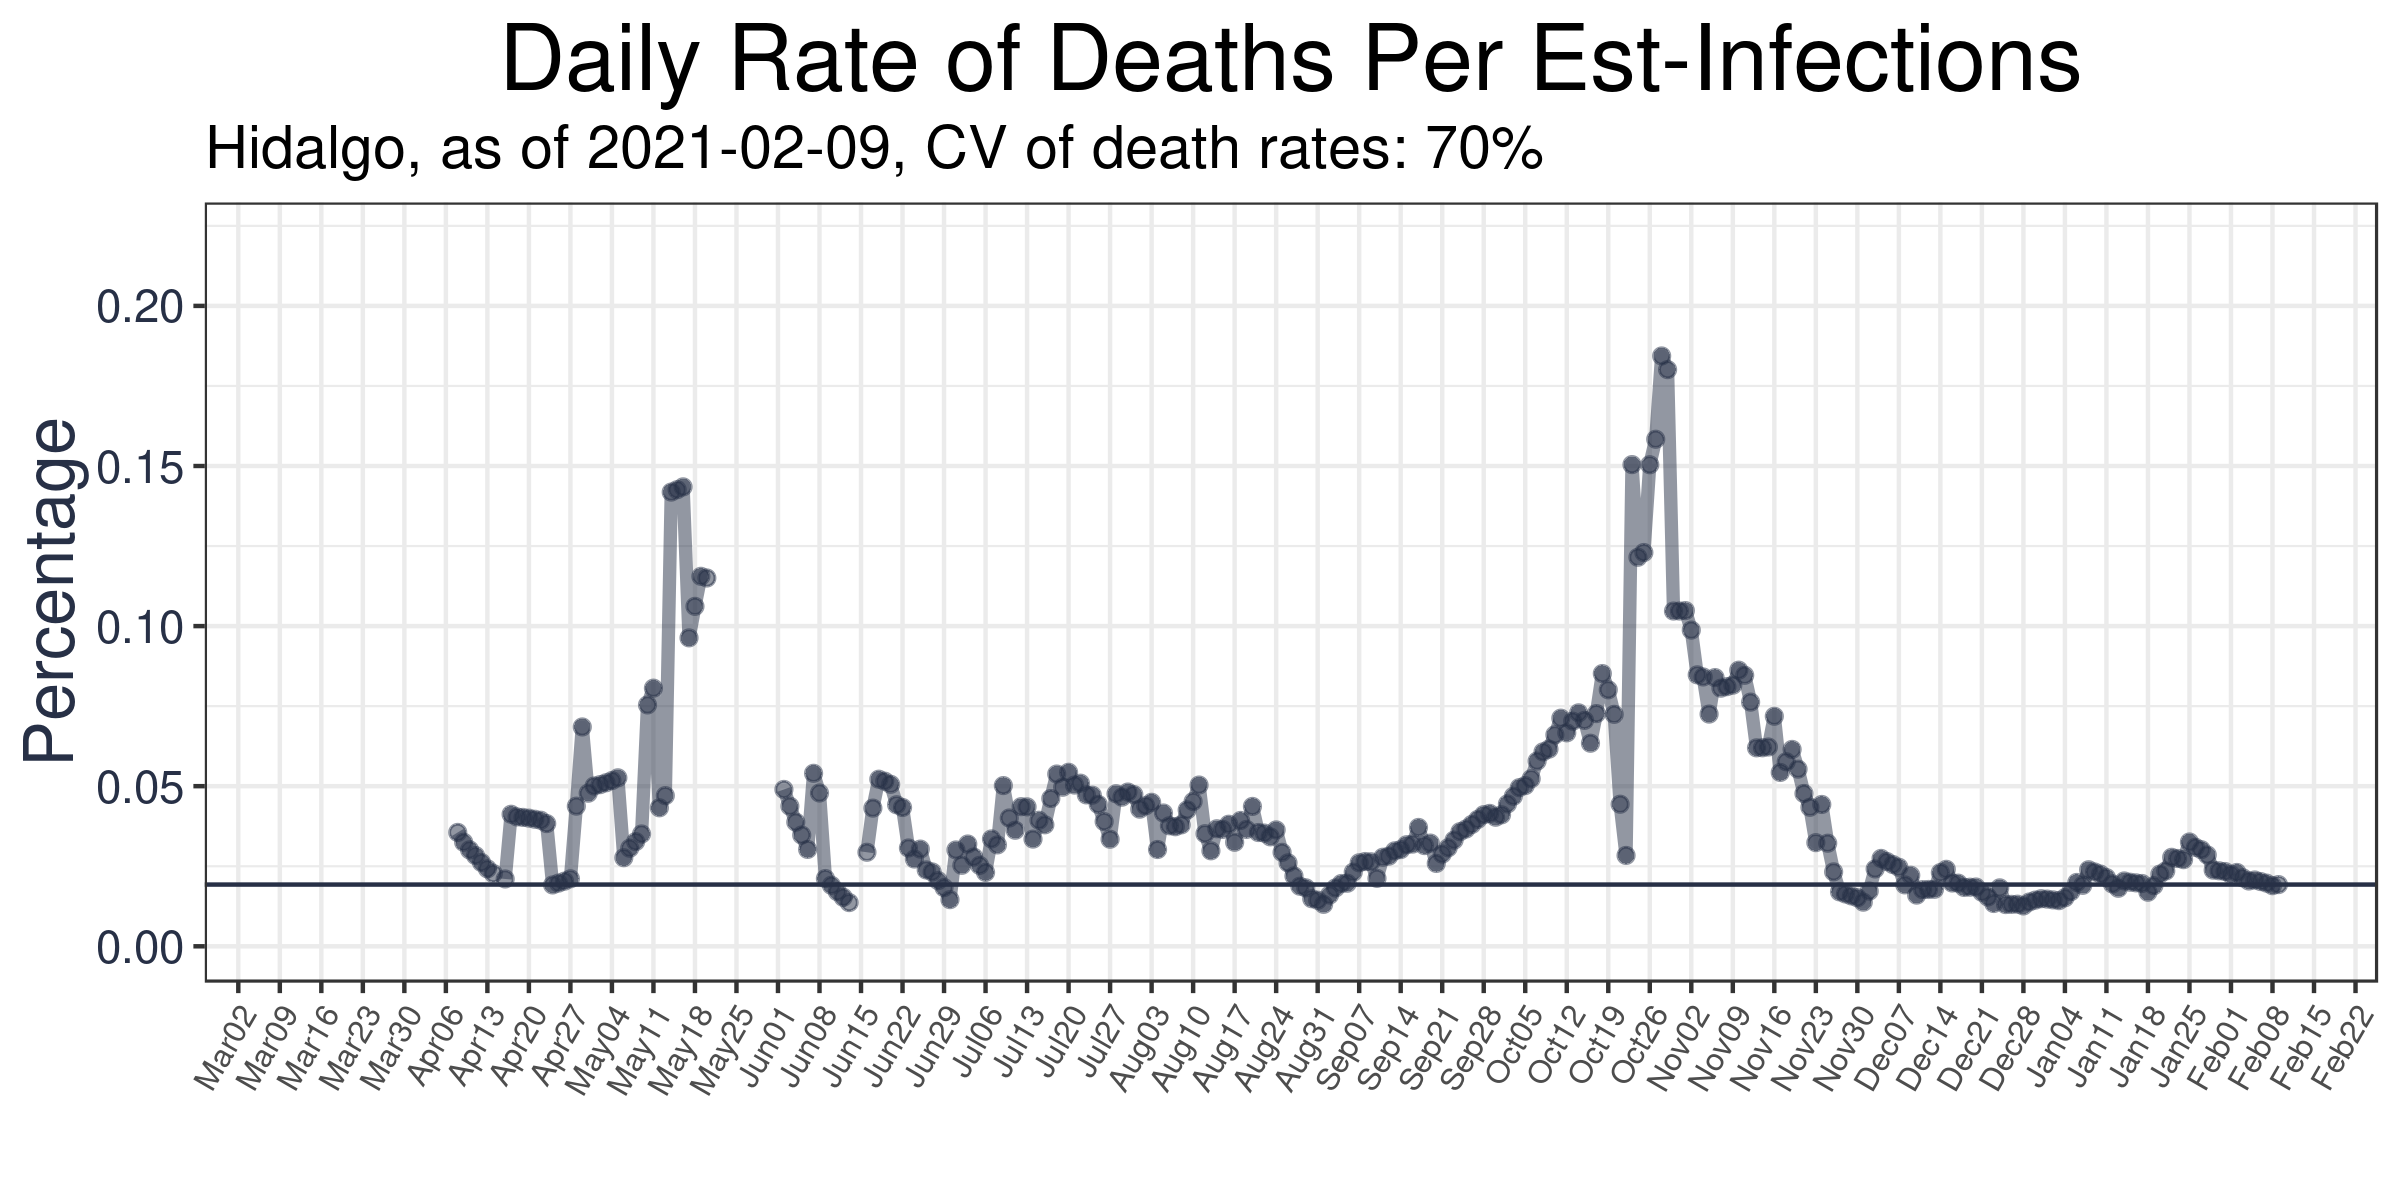 Daily Rate of Deaths Per Est-Infections
Hidalgo, as of 2021-02-09, CV of death rates: 70%
Percentage
0.20
0.15
0.10
0.05
0.00
Mar02
Mar09
Mar16
Mar23
Mar30
Apr06
Apr13
Apr20
Apr27
May04
May11
May18
May25
Jun01
Jun08
Jun15
Jun22
Jun29
Jul06
Jul13
Jul20
Jul27
Aug03
Aug10
Aug17
Aug24
Aug31
Sep07
Sep14
Sep21
Sep28
Oct05
Oct12
Oct19
Oct26
Nov02
Nov09
Nov16
Nov23
Nov30
Dec07
Dec14
Dec21
Dec28
Jan04
Jan11
Jan18
Jan25
Feb01
Feb08
Feb15
Feb22